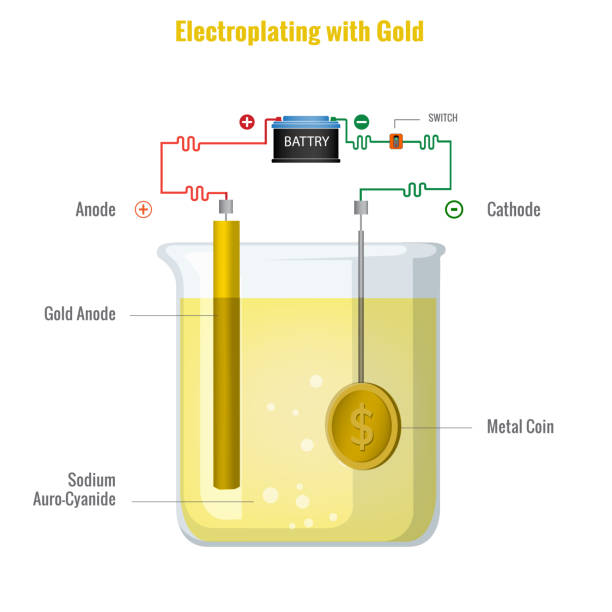 Electroplating with Gold
+
BATTRY
−
SWITCH
Anode +
− Cathode
Gold Anode
$
Metal Coin
Sodium
Auro-Cyanide